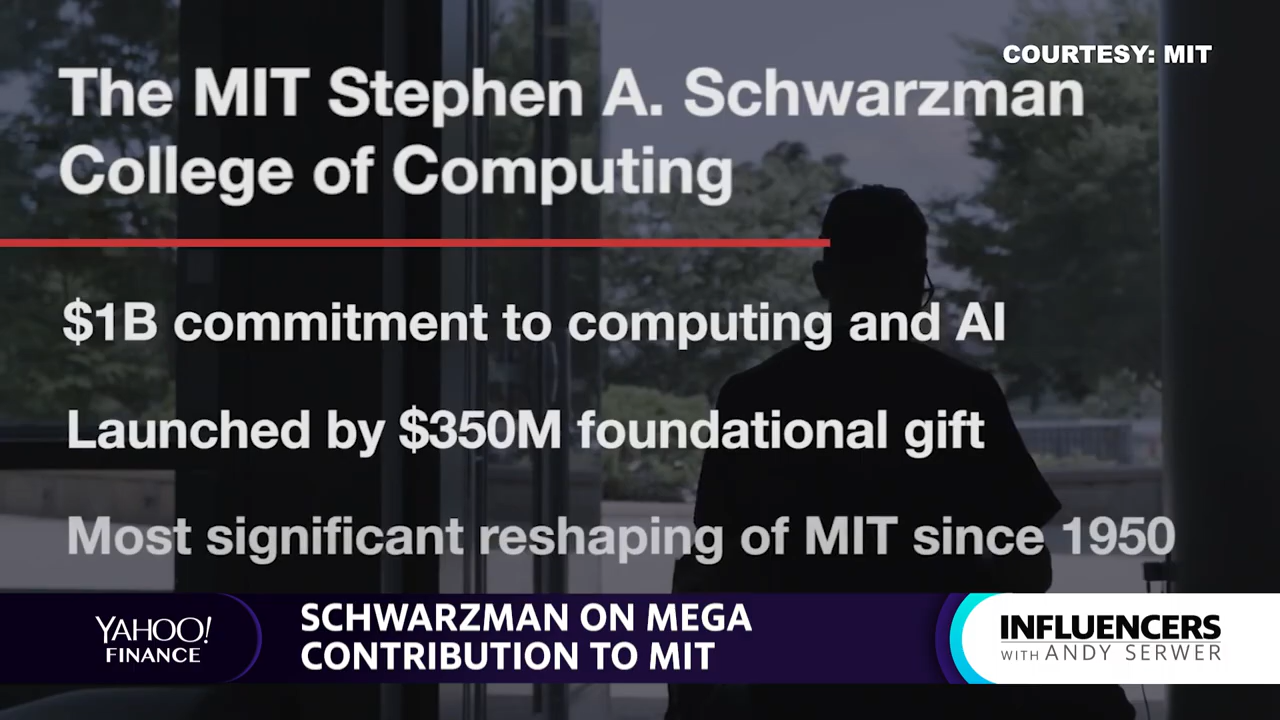 COURTESY: MIT
The MIT Stephen A. Schwarzman
College of Computing
$1B commitment to computing and AI
Launched by $350M foundational gift
Most significant reshaping of MIT since 1950
YAHOO!
FINANCE
SCHWARZMAN ON MEGA
CONTRIBUTION TO MIT
INFLUENCERS
WITH ANDY SERWER